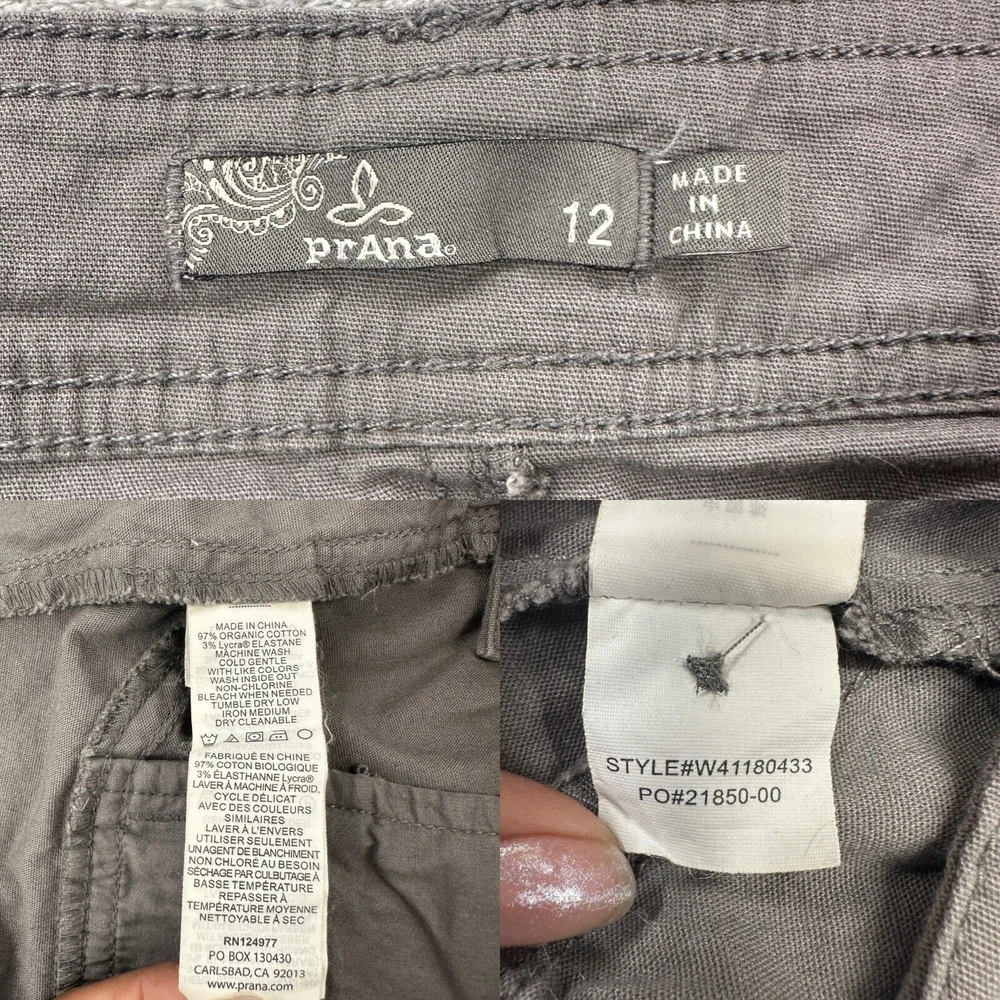 prAna®
12
MADE
IN
CHINA
MADE IN CHINA
97% ORGANIC COTTON
3% Lycra® ELASTANE
MACHINE WASH
COLD GENTLE
WITH LIKE COLORS
WASH INSIDE OUT
NON-CHLORINE
BLEACH WHEN NEEDED
TUMBLE DRY LOW
IRON MEDIUM
DRY CLEANABLE
FABRIQUÉ EN CHINE
97% COTON BIOLOGIQUE
3% ÉLASTHANNE Lycra®
LAVER À MACHINE À FROID,
CYCLE DÉLICAT
AVEC DES COULEURS
SIMILAIRES
LAVER À L'ENVERS
UTILISER SEULEMENT
UN AGENT DE BLANCHIMENT
NON CHLORÉ AU BESOIN
SÉCHAGE PAR CULBUTAGE À
BASSE TEMPÉRATURE
REPASSER À
TEMPÉRATURE MOYENNE
NETTOYABLE À SEC
RN124977
PO BOX 130430
CARLSBAD, CA 92013
www.prana.com
STYLE#W41180433
PO#21850-00